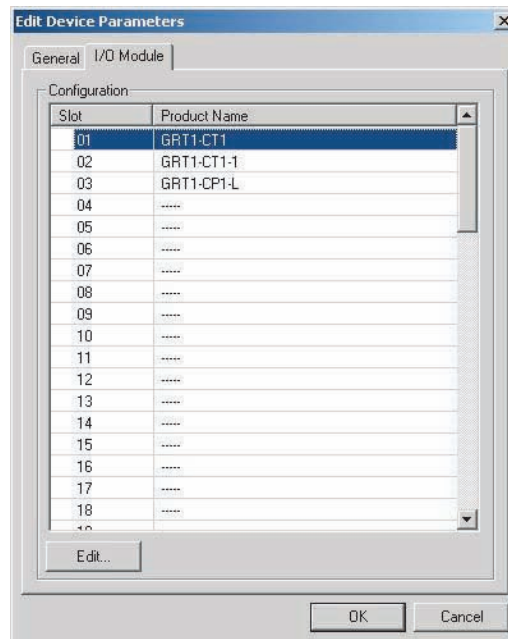 Edit Device Parameters
General I/O Module
Configuration
Slot Product Name
01 GRT1-CT1
02 GRT1-CT1-1
03 GRT1-CP1-L
04 -----
05 -----
06 -----
07 -----
08 -----
09 -----
10 -----
11 -----
12 -----
13 -----
14 -----
15 -----
16 -----
17 -----
18 -----
Edit...
OK Cancel